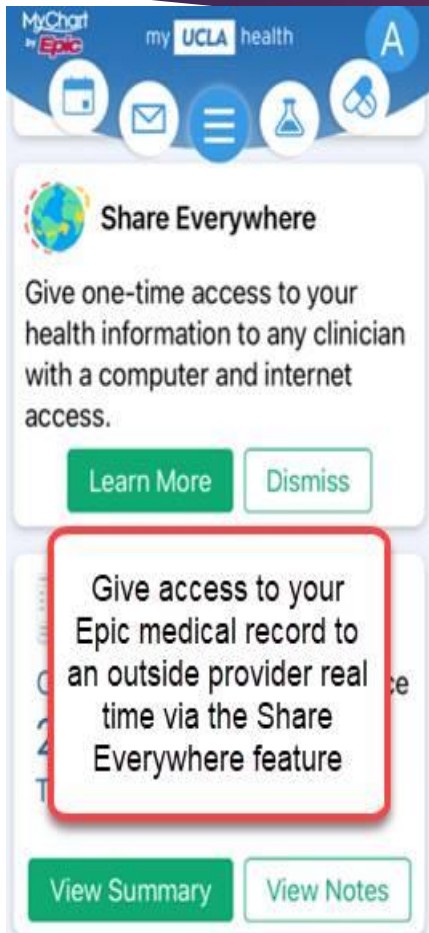 MyChart
by Epic
my UCLA health
A
Share Everywhere
Give one-time access to your
health information to any clinician
with a computer and internet
access.
Learn More
Dismiss
Give access to your
Epic medical record to
an outside provider real
time via the Share
Everywhere feature
View Summary
View Notes